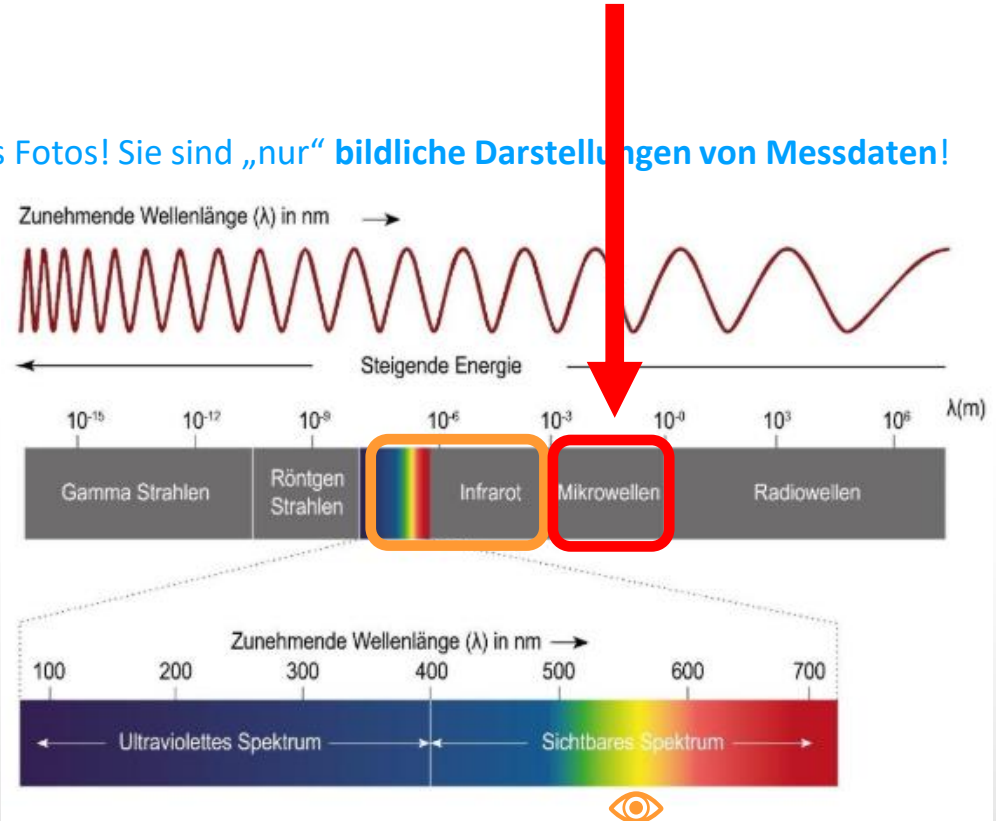 s Fotos! Sie sind „nur“ bildliche Darstellungen von Messdaten!
Zunehmende Wellenlänge (λ) in nm
Steigende Energie
10⁻¹⁵ 10⁻¹² 10⁻⁹ 10⁻⁶ 10⁻³ 10⁻⁰ 10³ 10⁶ λ(m)
Gamma Strahlen Röntgen Strahlen Infrarot Mikrowellen Radiowellen
Zunehmende Wellenlänge (λ) in nm
100 200 300 400 500 600 700
Ultraviolettes Spektrum Sichtbares Spektrum